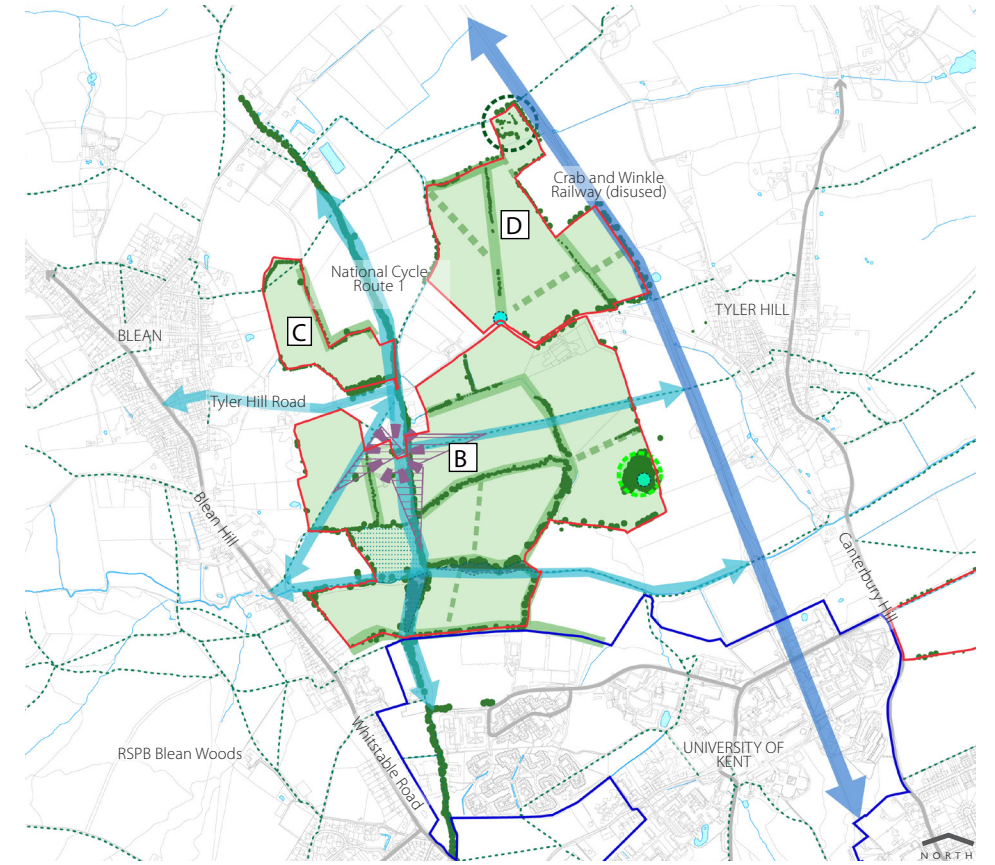 Crab and Winkle
Railway (disused)
D
National Cycle
Route 1
TYLER HILL
C
BLEAN
Tyler Hill Road
B
Blean Hill
Canterbury Hill
Whitstable Road
RSPB Blean Woods
UNIVERSITY OF
KENT
NORTH